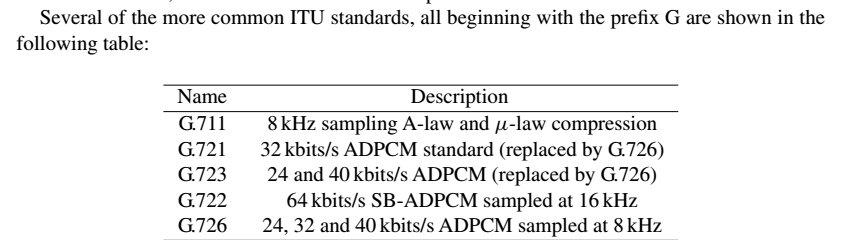 Several of the more common ITU standards, all beginning with the prefix G are shown in the
following table:
Name Description
G.711 8 kHz sampling A-law and μ-law compression
G.721 32 kbits/s ADPCM standard (replaced by G.726)
G.723 24 and 40 kbits/s ADPCM (replaced by G.726)
G.722 64 kbits/s SB-ADPCM sampled at 16 kHz
G.726 24, 32 and 40 kbits/s ADPCM sampled at 8 kHz